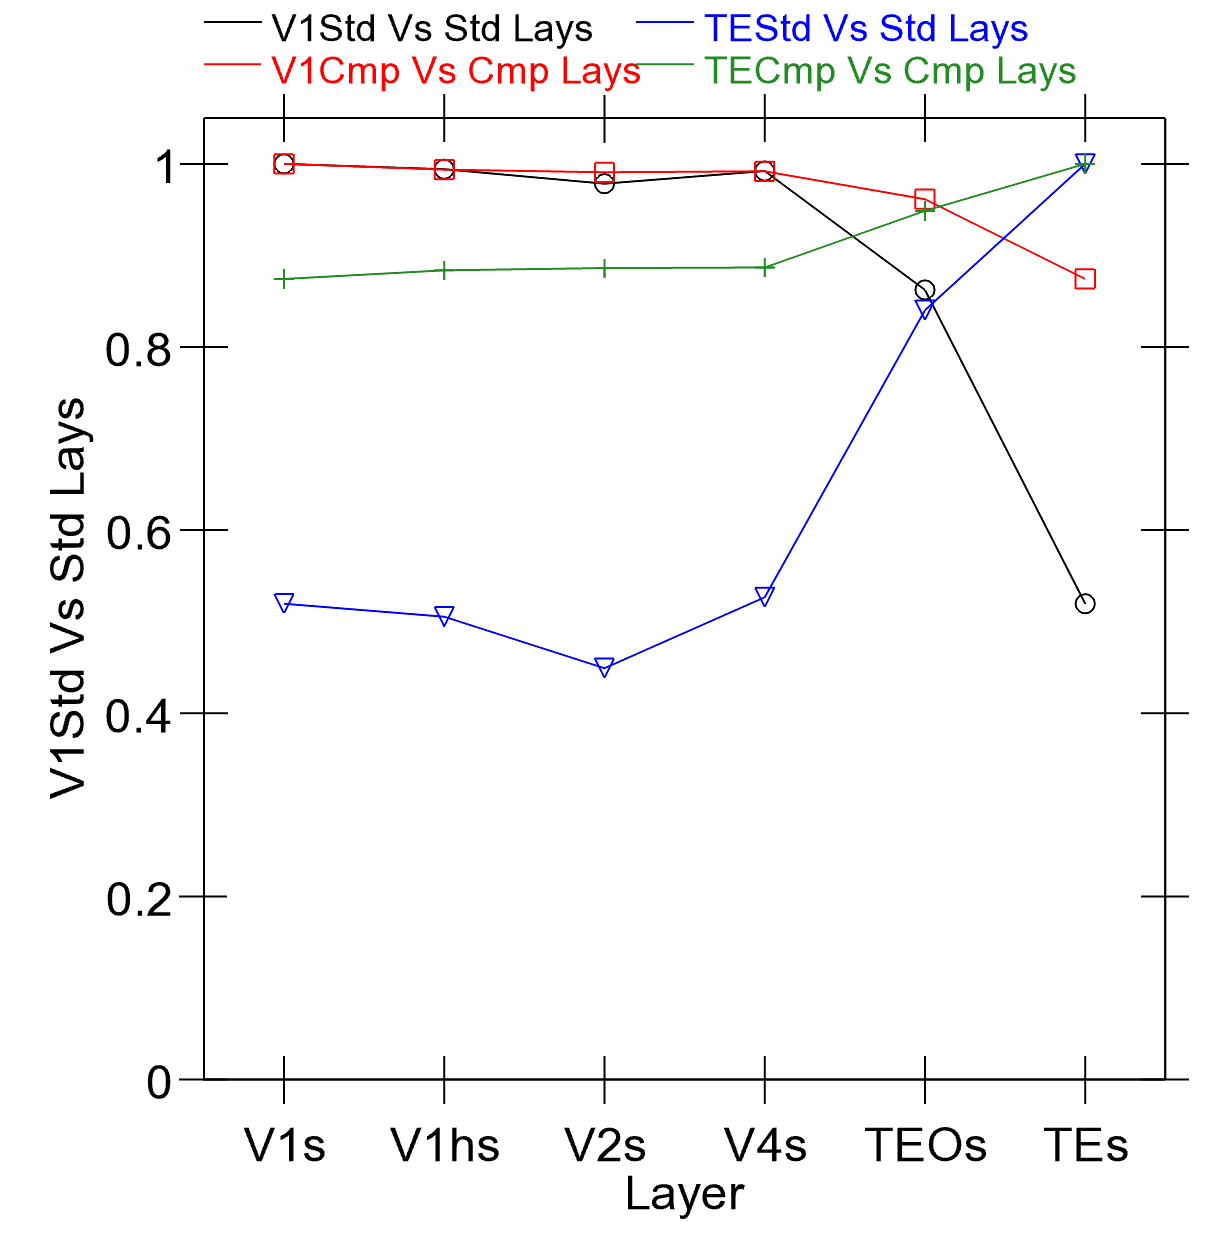 V1Std Vs Std Lays TEStd Vs Std Lays
V1Cmp Vs Cmp Lays TECmp Vs Cmp Lays
1
0.8
0.6
0.4
0.2
0
V1Std Vs Std Lays
V1s V1hs V2s V4s TEOs TEs
Layer